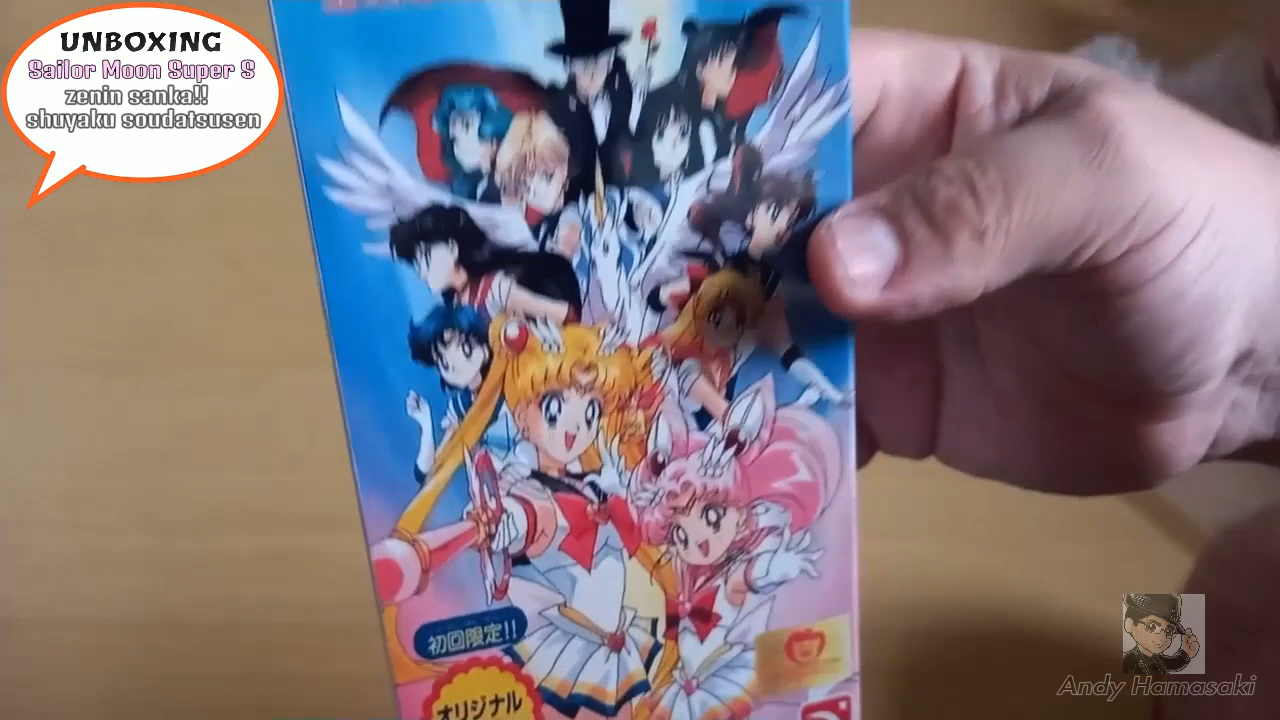 UNBOXING
Sailor Moon Super S
zenin sanka!!
shuyaku soudatsusen
初回限定!!
オリジナル
Andy Hamasaki